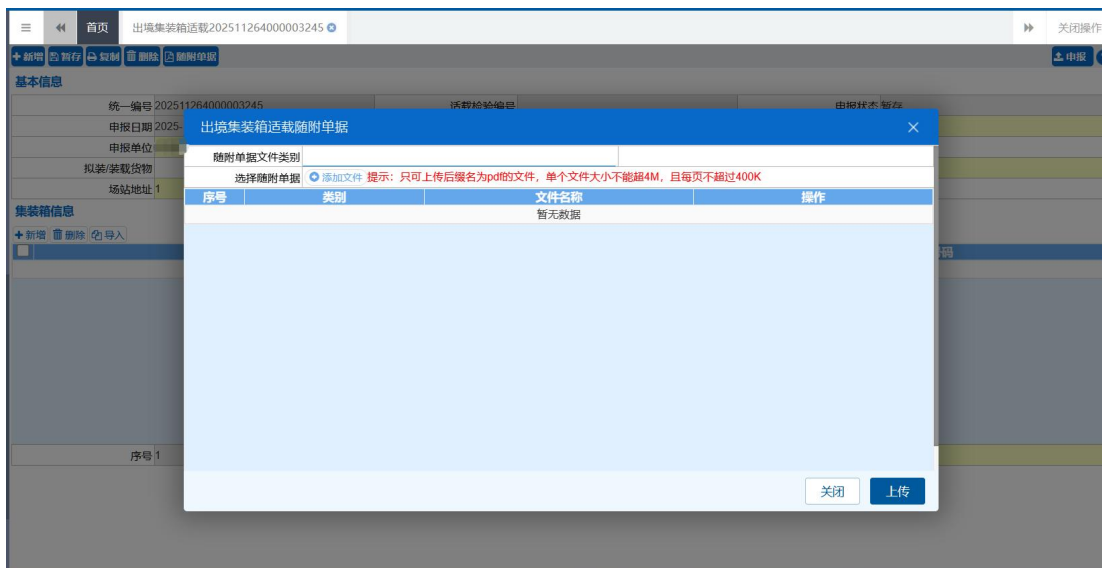 首页 出境集装箱适载202511264000003245 关闭操作
新增 暂存 复制 删除 随附单据 申报
基本信息
统一编号 202511264000003245 适载检验编号 申报状态 暂存
申报日期 2025-
申报单位
拟装/装载货物
场站地址 1
集装箱信息
新增 删除 导入
出境集装箱适载随附单据
随附单据文件类别
选择随附单据 添加文件 提示：只可上传后缀名为pdf的文件，单个文件大小不能超4M，且每页不超过400K
序号 类别 文件名称 操作
暂无数据
序号 1
关闭 上传